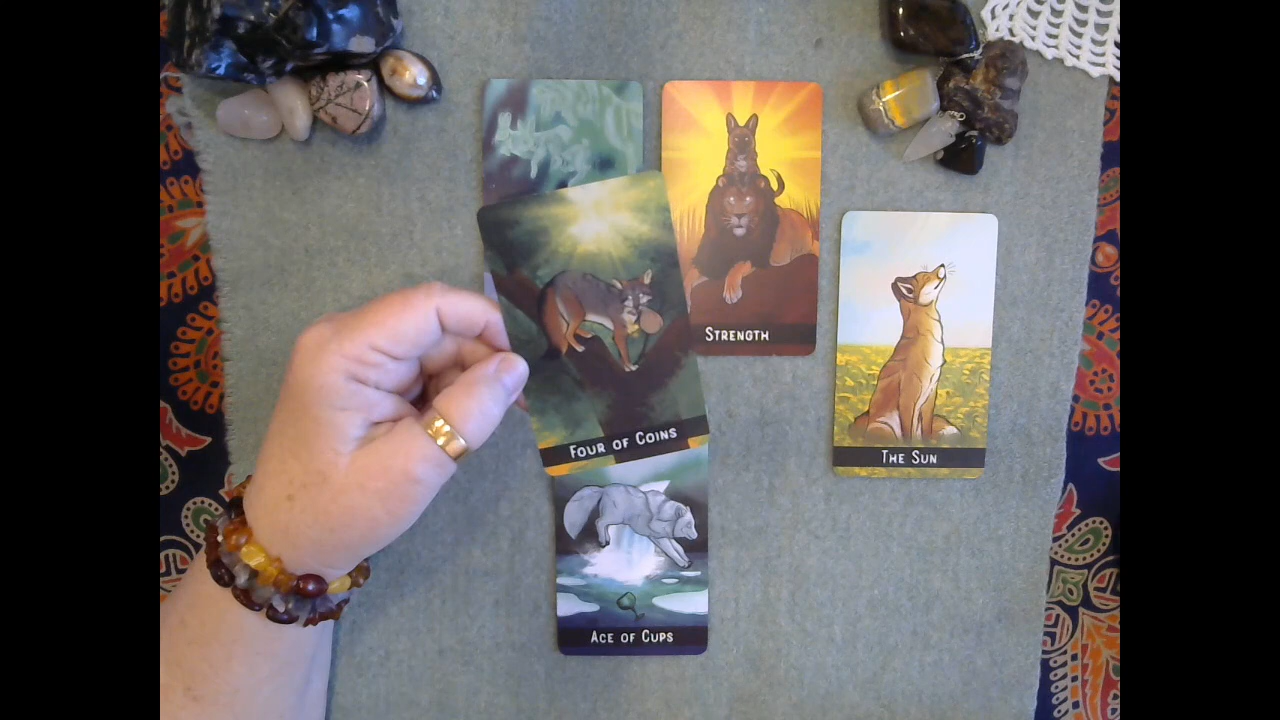 STRENGTH
FOUR OF COINS
THE SUN
ACE OF CUPS